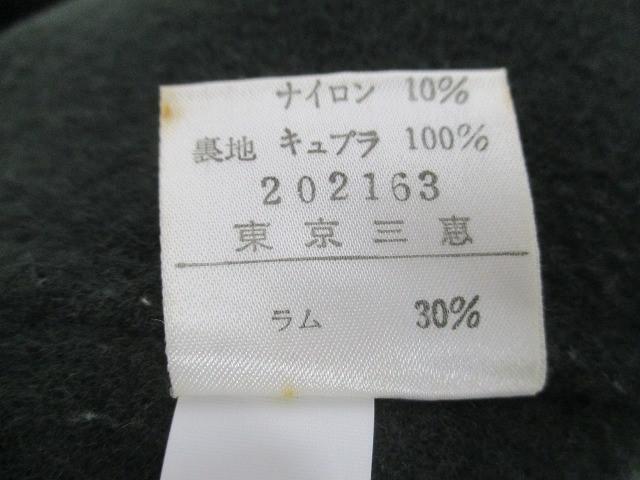 ナイロン 10%
裏地 キュプラ 100%
202163
東京三恵
ラム 30%